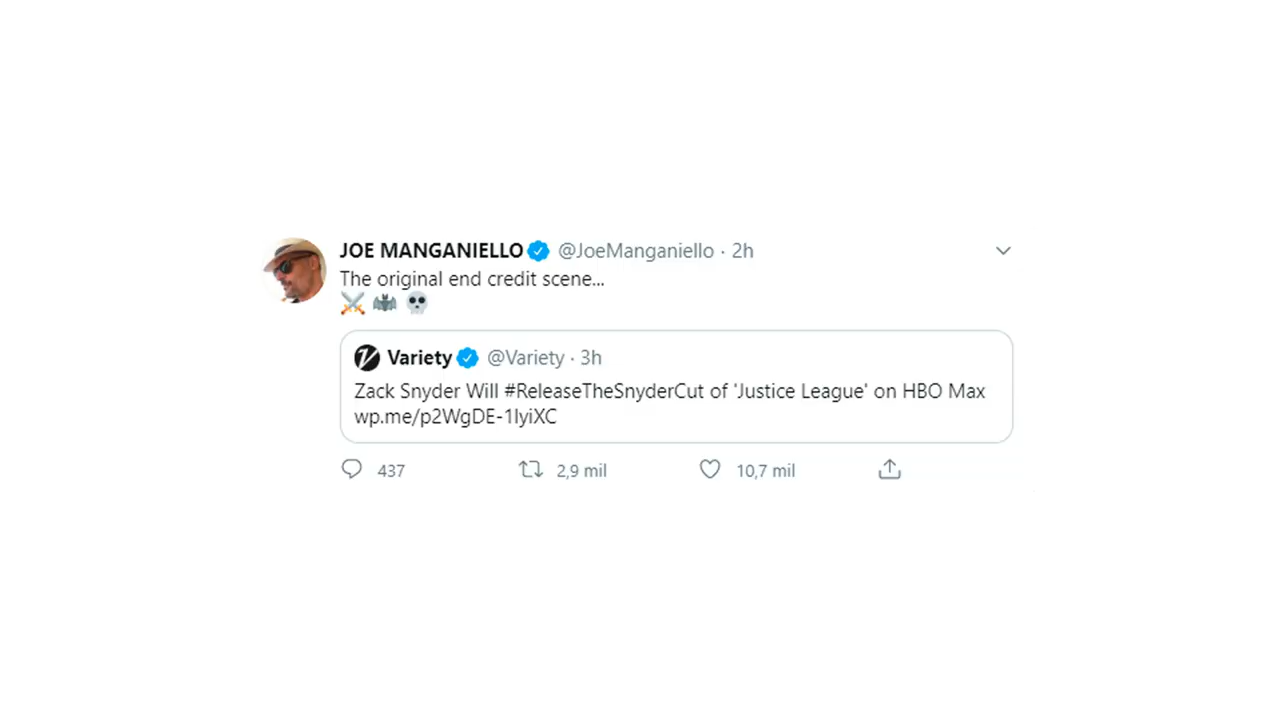 JOE MANGANIELLO @JoeManganiello · 2h
The original end credit scene...
⚔️ 🦇 💀
Variety @Variety · 3h
Zack Snyder Will #ReleaseTheSnyderCut of 'Justice League' on HBO Max
wp.me/p2WgDE-1IyiXC
437 2,9 mil 10,7 mil